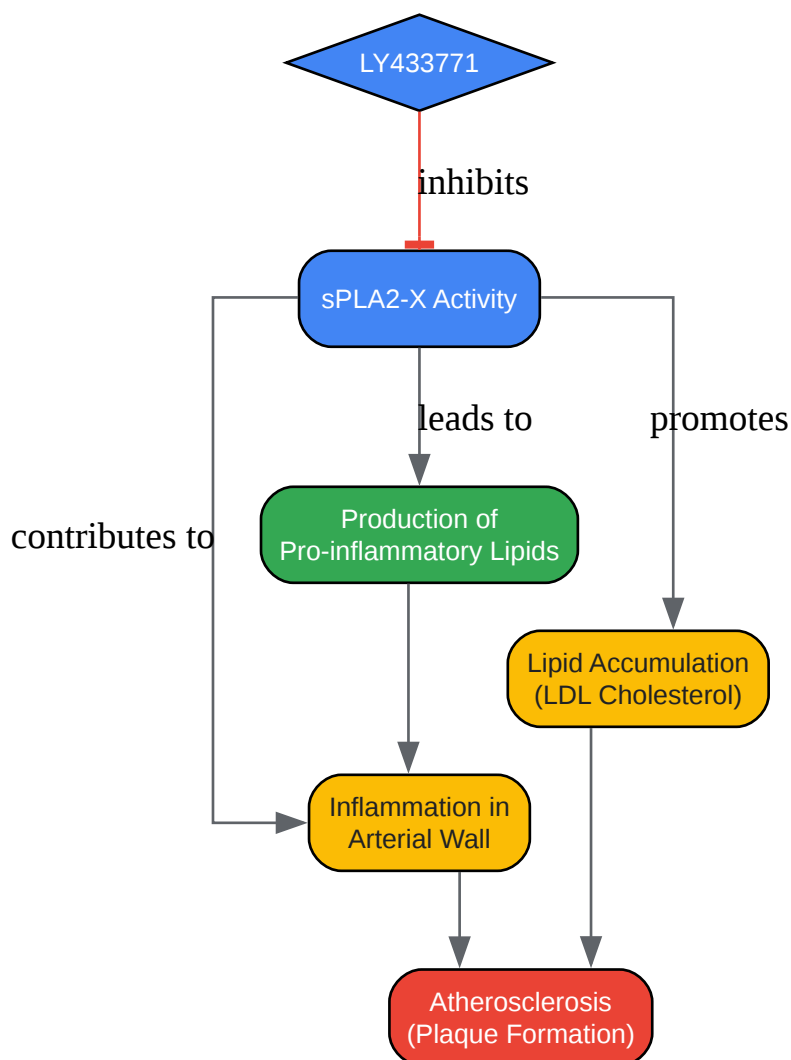 LY433771
inhibits
sPLA2-X Activity
leads to
promotes
contributes to
Production of
Pro-inflammatory Lipids
Lipid Accumulation
(LDL Cholesterol)
Inflammation in
Arterial Wall
Atherosclerosis
(Plaque Formation)